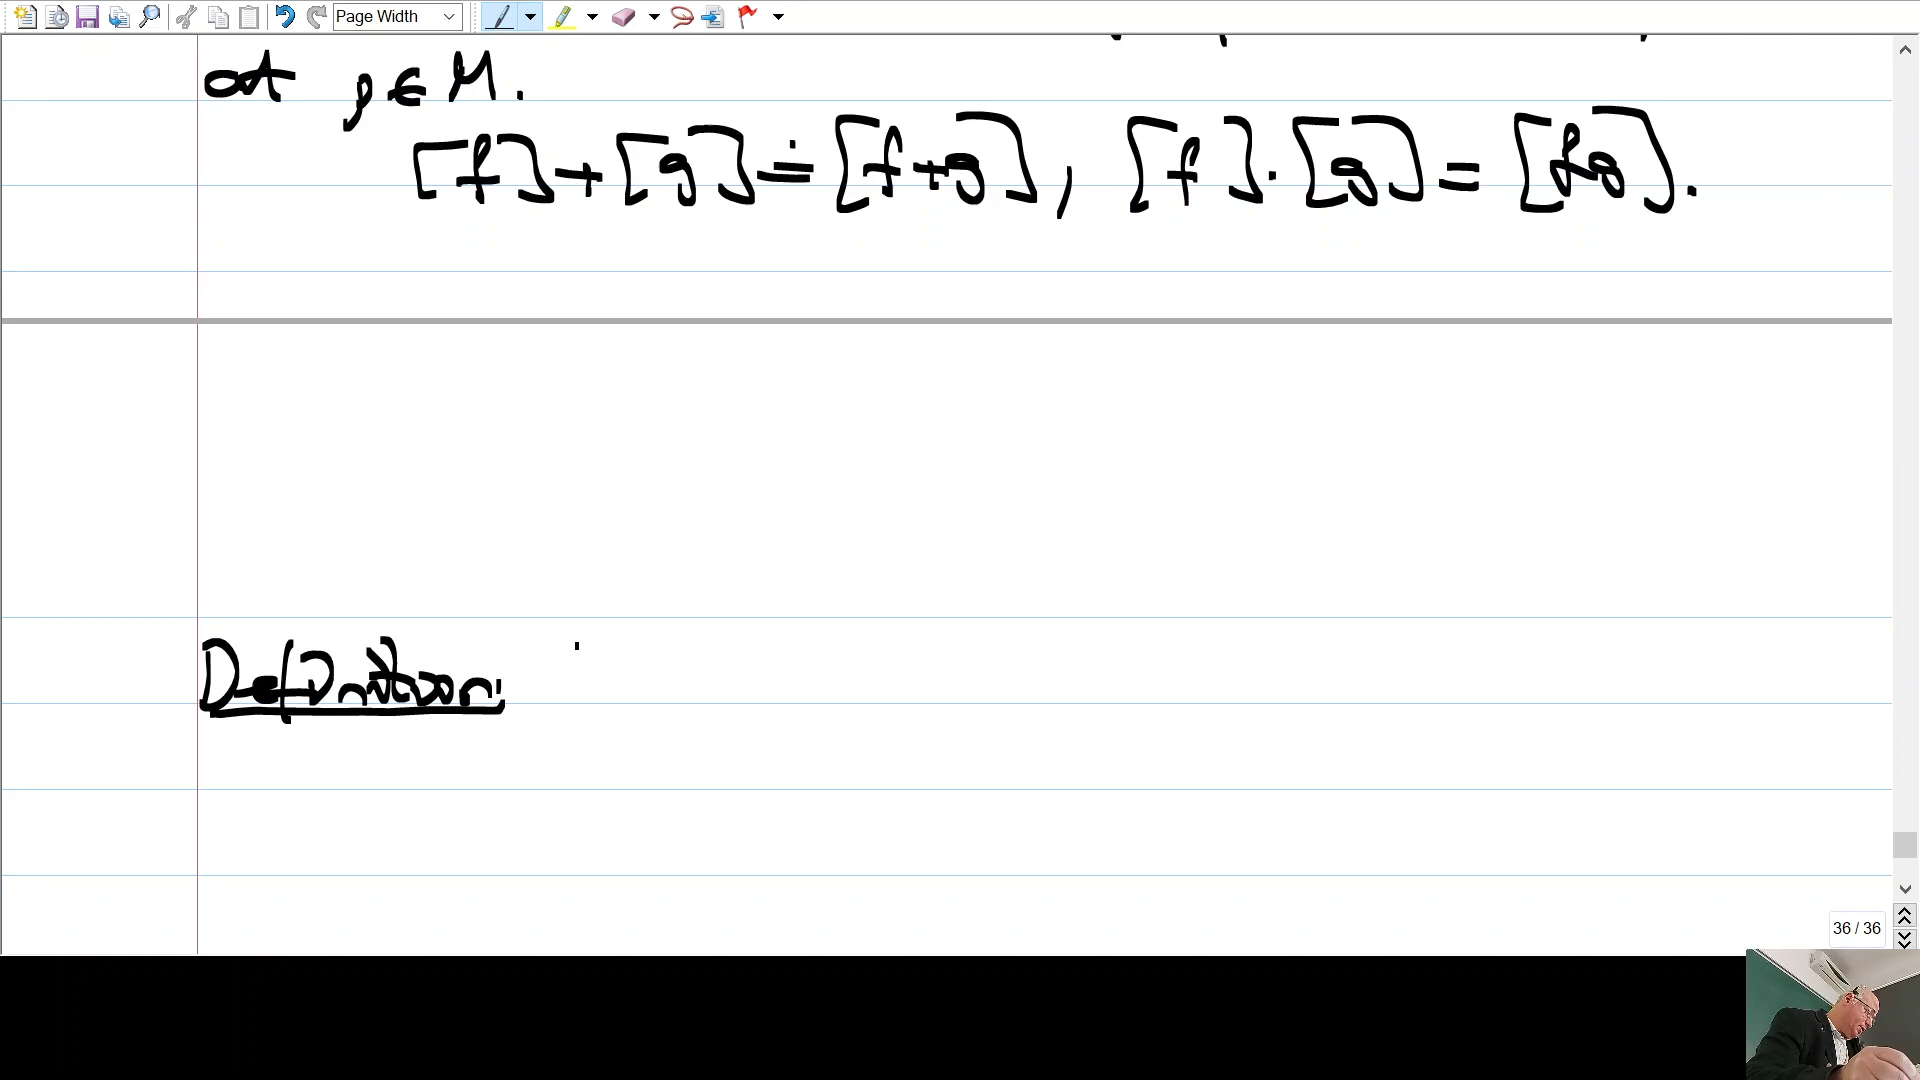 Page Width
at p ∈ M.
[f]+[g]≐[f+g], [f]·[g]=[fg].
Definition:
36 / 36